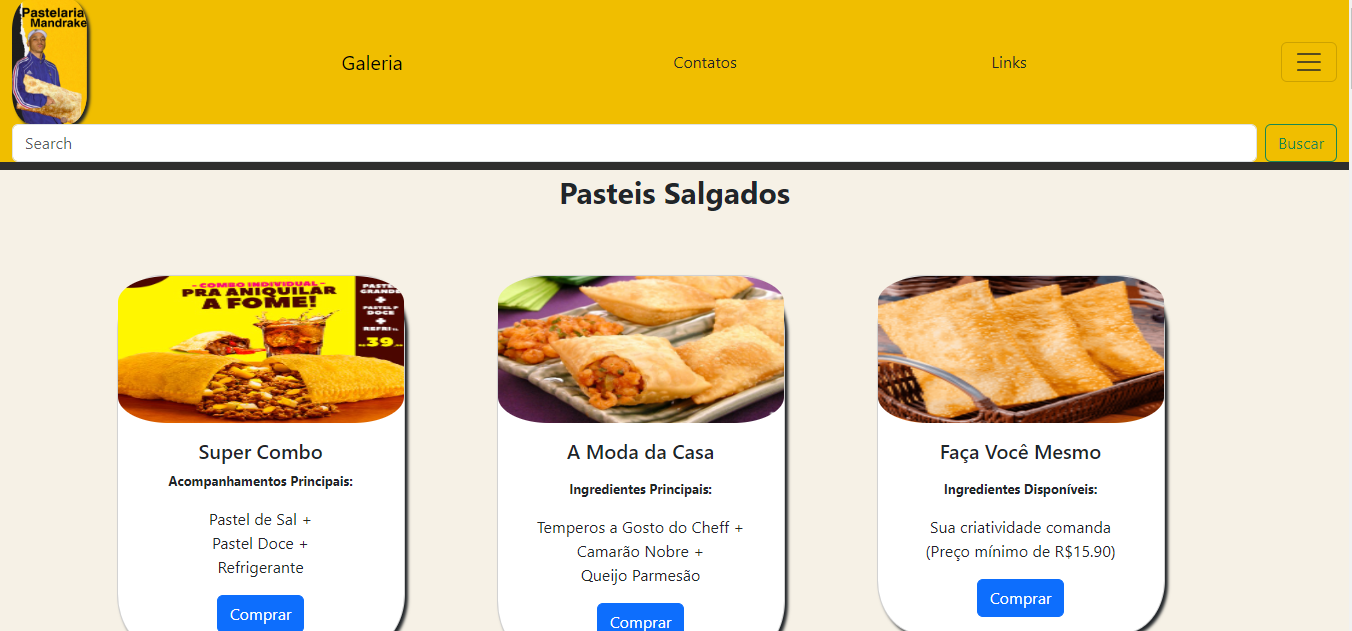 Pastelaria
Mandrake
Galeria
Contatos
Links
Search
Buscar
Pasteis Salgados
- COMBO INDIVIDUAL -
PRA ANIQUILAR
A FOME!
PASTEL
GRANDE
+
PASTEL P
DOCE
+
REFRI 1L
39
Super Combo
Acompanhamentos Principais:
Pastel de Sal +
Pastel Doce +
Refrigerante
Comprar
A Moda da Casa
Ingredientes Principais:
Temperos a Gosto do Cheff +
Camarão Nobre +
Queijo Parmesão
Comprar
Faça Você Mesmo
Ingredientes Disponíveis:
Sua criatividade comanda
(Preço mínimo de R$15.90)
Comprar